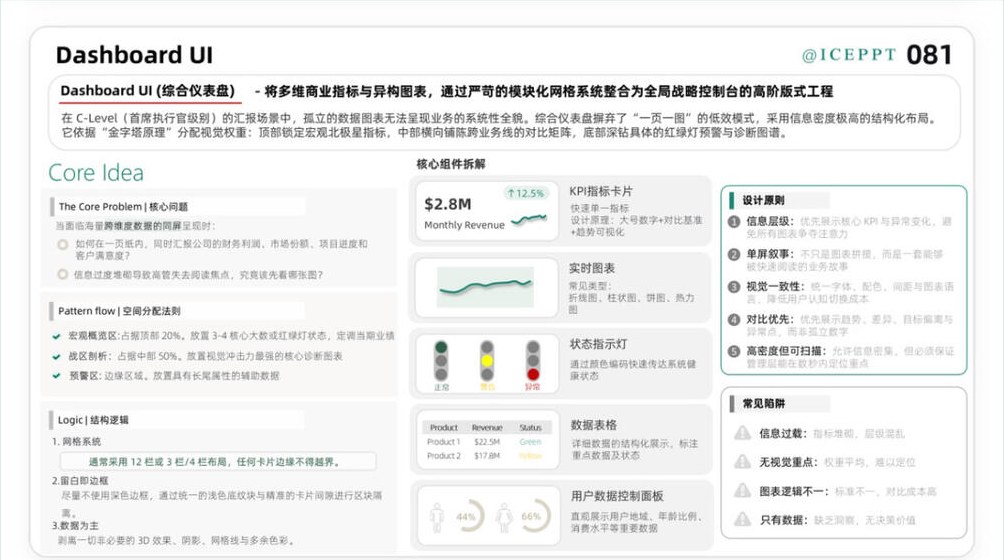 Dashboard UI
@ICEPPT 081
Dashboard UI (综合仪表盘) - 将多维商业指标与异构图表，通过严苛的模块化网格系统整合为全局战略控制台的高阶版式工程
在 C-Level（首席执行官级别）的汇报场景中，孤立的数据图表无法呈现业务的系统性全貌。综合仪表盘摒弃了“一页一图”的低效模式，采用信息密度极高的结构化布局。
它依据“金字塔原理”分配视觉权重：顶部锁定宏观北极星指标，中部横向铺陈跨业务线的对比矩阵，底部深钻具体的红绿灯预警与诊断图谱。
Core Idea
The Core Problem | 核心问题
当面临海量跨维度数据的同屏呈现时：
如何在一页纸内，同时汇报公司的财务利润、市场份额、项目进度和
客户满意度？
信息过度堆砌导致高管失去阅读焦点，究竟该先看哪张图？
Pattern flow | 空间分配法则
宏观概览区:占据顶部 20%。放置 3-4 核心大数或红绿灯状态，定调当期业绩
战区剖析：占据中部 50%。放置视觉冲击力最强的核心诊断图表
预警区: 边缘区域。放置具有长尾属性的辅助数据
Logic | 结构逻辑
1. 网格系统
通常采用 12 栏或 3 栏/4 栏布局，任何卡片边缘不得越界。
2.留白即边框
尽量不使用深色边框，通过统一的浅色底纹块与精准的卡片间隙进行区块隔
离。
3.数据为主
剥离一切非必要的 3D 效果、阴影、网格线与多余色彩。
核心组件拆解
↑12.5%
$2.8M
Monthly Revenue
KPI指标卡片
快速单一指标
设计原理：大号数字+对比基准
+趋势可视化
实时图表
常见类型：
折线图、柱状图、饼图、热力
图
正常
异常
状态指示灯
通过颜色编码快速传达系统健
康状态
Product Revenue Status
Product 1 $22.5M Green
Product 2 $17.8M Yellow
数据表格
详细数据的结构化展示，标注
重点数据及状态
44%
66%
用户数据控制面板
直观展示用户地域、年龄比例、
消费水平等重要数据
设计原则
1 信息层级：优先展示核心 KPI 与异常变化，避
免所有图表争夺注意力
2 单屏叙事：不只是图表拼接，而是一套能够
被快速阅读的业务故事
3 视觉一致性：统一字体、配色、间距与图表语
言，降低用户认知切换成本
4 对比优先：优先展示趋势、差异、目标偏离与
异常点，而非孤立数字
5 高密度但可扫描：允许信息密集，但必须保证
管理层能在数秒内定位重点
常见陷阱
信息过载：指标堆砌，层级混乱
无视觉重点：权重平均，难以定位
图表逻辑不一：标准不一，对比成本高
只有数据：缺乏洞察，无决策价值